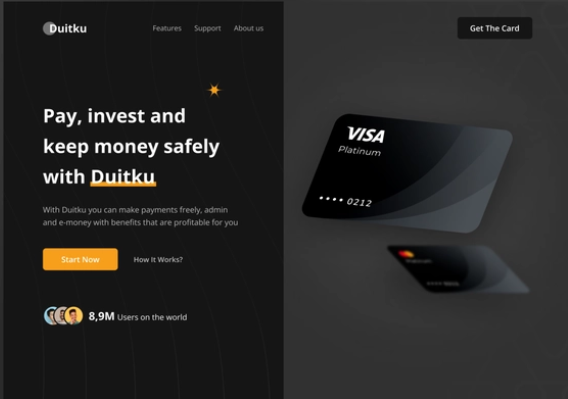 Duitku
Features Support About us
Get The Card
Pay, invest and
keep money safely
with Duitku
With Duitku you can make payments freely, admin
and e-money with benefits that are profitable for you
Start Now
How It Works?
8,9M Users on the world
VISA
Platinum
•••• 0212
Platinum